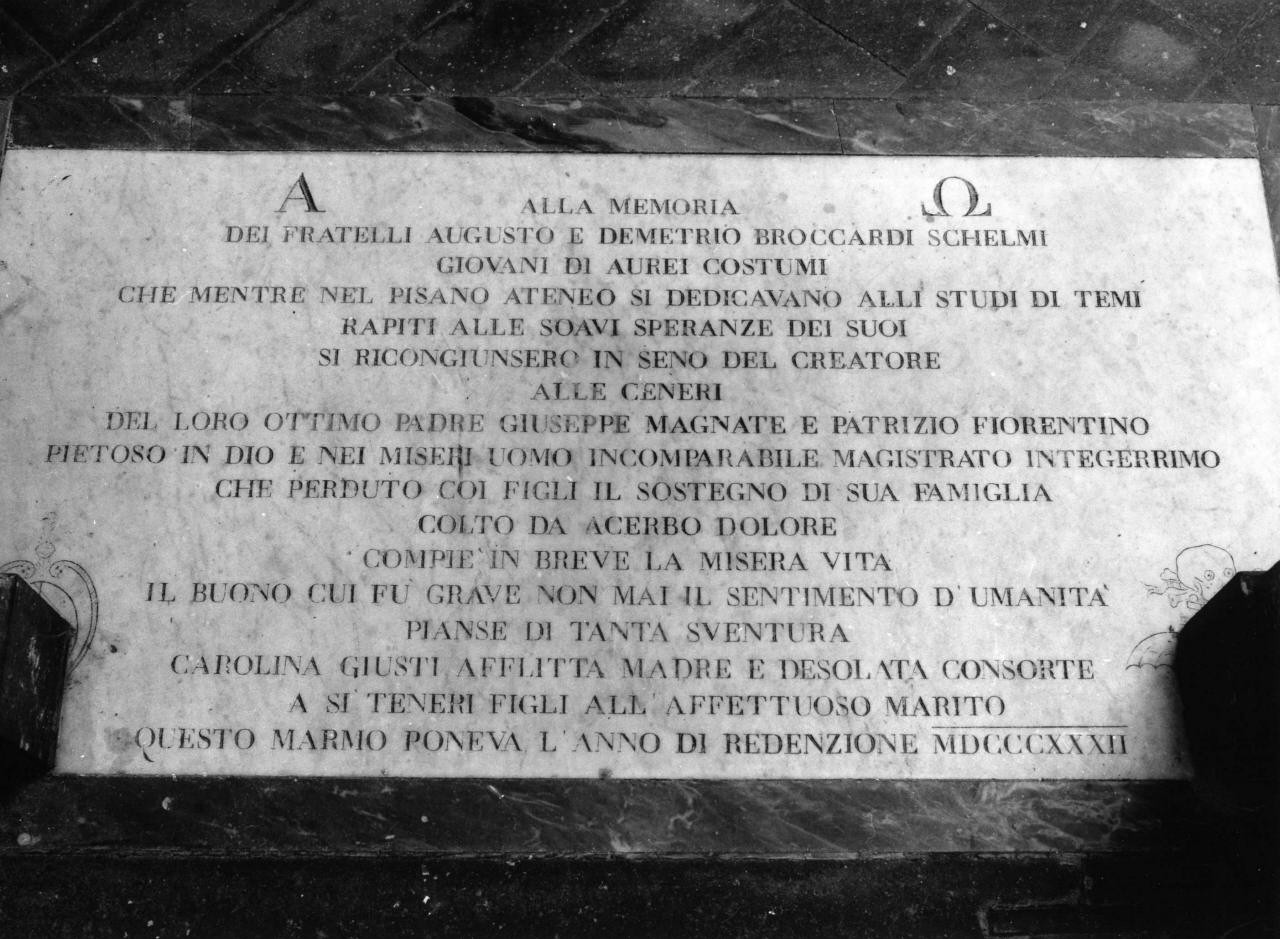 Α Ω
ALLA MEMORIA
DEI FRATELLI AUGUSTO E DEMETRIO BROCCARDI SCHELMI
GIOVANI DI AUREI COSTUMI
CHE MENTRE NEL PISANO ATENEO SI DEDICAVANO ALLI STUDI DI TEMI
RAPITI ALLE SOAVI SPERANZE DEI SUOI
SI RICONGIUNSERO IN SENO DEL CREATORE
ALLE CENERI
DEL LORO OTTIMO PADRE GIUSEPPE MAGNATE E PATRIZIO FIORENTINO
PIETOSO IN DIO E NEI MISERI UOMO INCOMPARABILE MAGISTRATO INTEGERRIMO
CHE PERDUTO COI FIGLI IL SOSTEGNO DI SUA FAMIGLIA
COLTO DA ACERBO DOLORE
COMPIE' IN BREVE LA MISERA VITA
IL BUONO CUI FU GRAVE NON MAI IL SENTIMENTO D'UMANITA'
PIANSE DI TANTA SVENTURA
CAROLINA GIUSTI AFFLITTA MADRE E DESOLATA CONSORTE
A SI' TENERI FIGLI ALL'AFFETTUOSO MARITO
QUESTO MARMO PONEVA L'ANNO DI REDENZIONE MDCCCXXXII